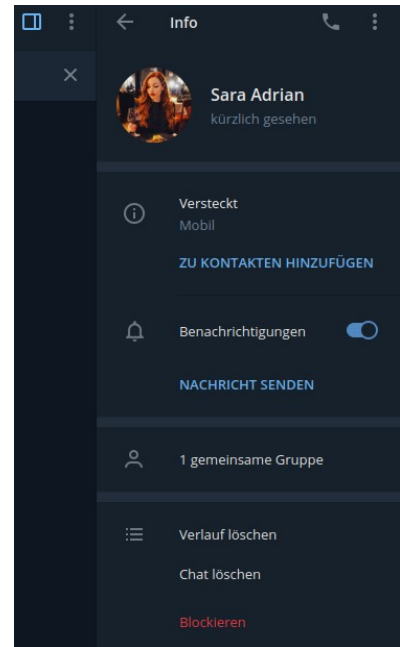 Info
Sara Adrian
kürzlich gesehen
Versteckt
Mobil
ZU KONTAKTEN HINZUFÜGEN
Benachrichtigungen
NACHRICHT SENDEN
1 gemeinsame Gruppe
Verlauf löschen
Chat löschen
Blockieren